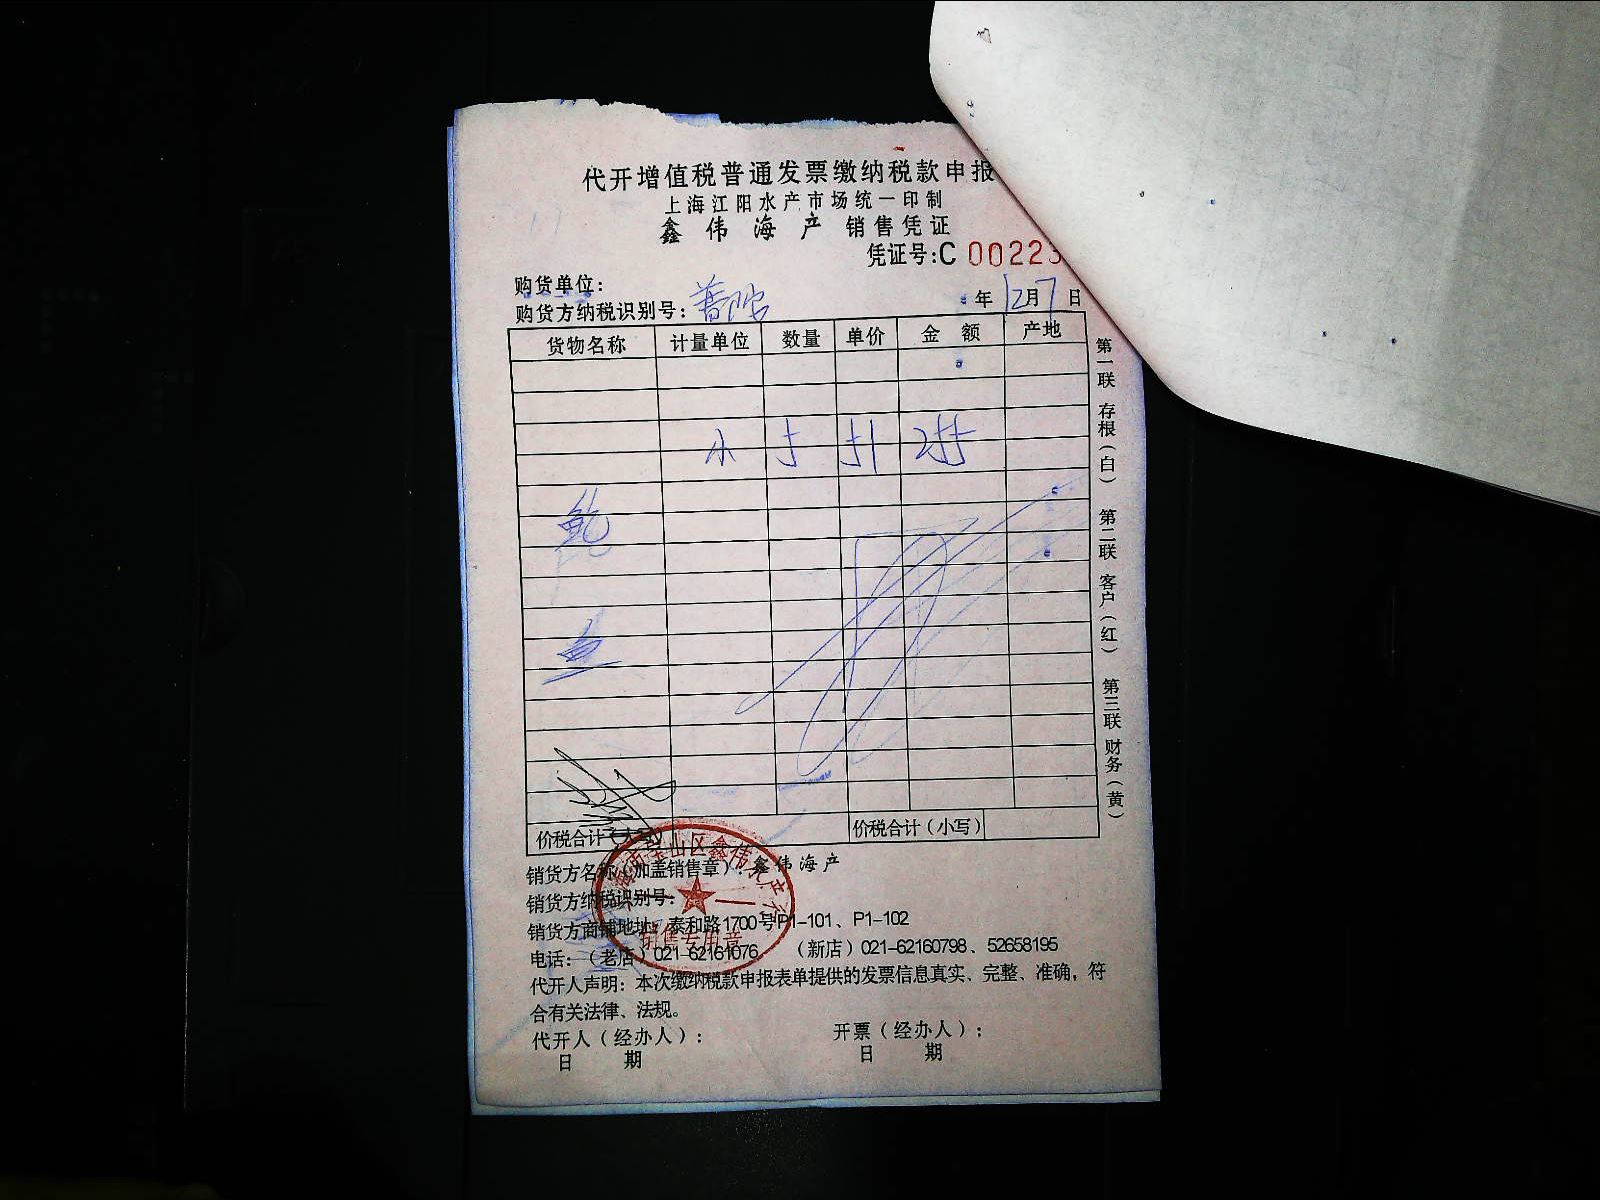 代开增值税普通发票缴纳税款申报
上海江阳水产市场统一印制
鑫伟海产 销售凭证
凭证号:C 00223
购货单位:
购货方纳税识别号: 普陀
年 12月7日
货物名称 计量单位 数量 单价 金额 产地
鲍
鱼
价税合计(大写) 价税合计(小写)
销货方名称(加盖销售章): 鑫伟海产
销货方纳税识别号:
销货方商铺地址: 泰和路1700号P1-101、P1-102
电话:(老店)021-62161076 (新店)021-62160798、52658195
代开人声明: 本次缴纳税款申报表单提供的发票信息真实、完整、准确,符
合有关法律、法规。
代开人(经办人): 开票(经办人):
日期 日期
第一联 存根(白) 第二联 客户(红) 第三联 财务(黄)
销售专用章